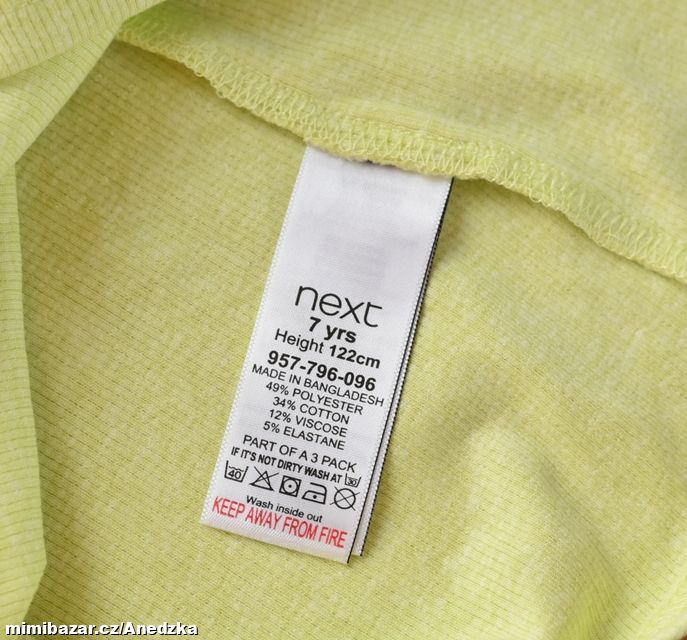 next
7 yrs
Height 122cm
957-796-096
MADE IN BANGLADESH
49% POLYESTER
34% COTTON
12% VISCOSE
5% ELASTANE
PART OF A 3 PACK
IF IT'S NOT DIRTY WASH AT 30
40
Wash inside out
KEEP AWAY FROM FIRE
mimibazar.cz/Anedzka